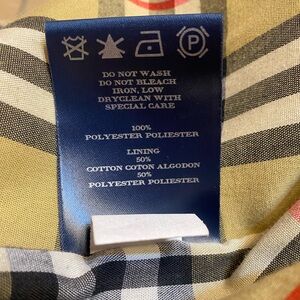 P
DO NOT WASH
DO NOT BLEACH
IRON, LOW
DRYCLEAN WITH
SPECIAL CARE
100%
POLYESTER POLIESTER
LINING
50%
COTTON COTON ALGODON
50%
POLYESTER POLIESTER